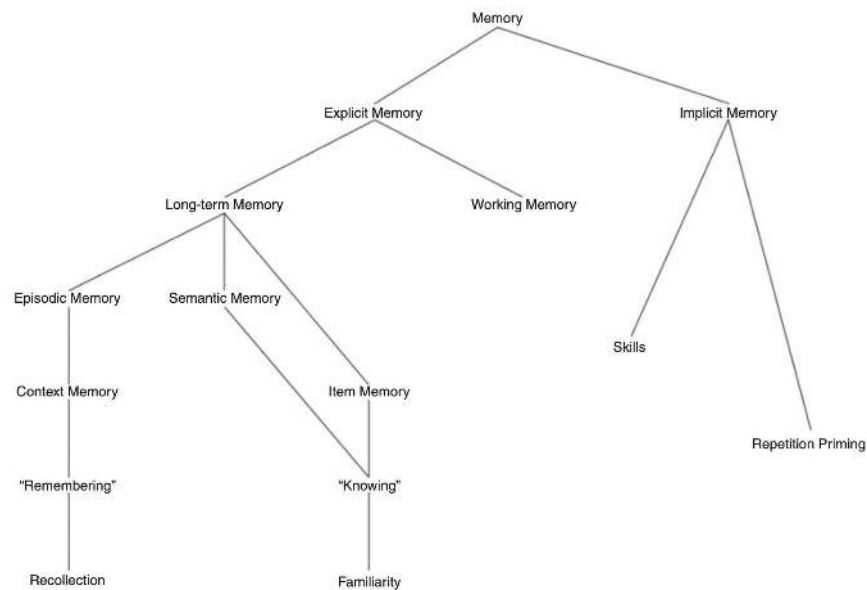 Memory
Explicit Memory
Implicit Memory
Long-term Memory
Working Memory
Episodic Memory
Semantic Memory
Skills
Context Memory
Item Memory
Repetition Priming
“Remembering”
“Knowing”
Recollection
Familiarity